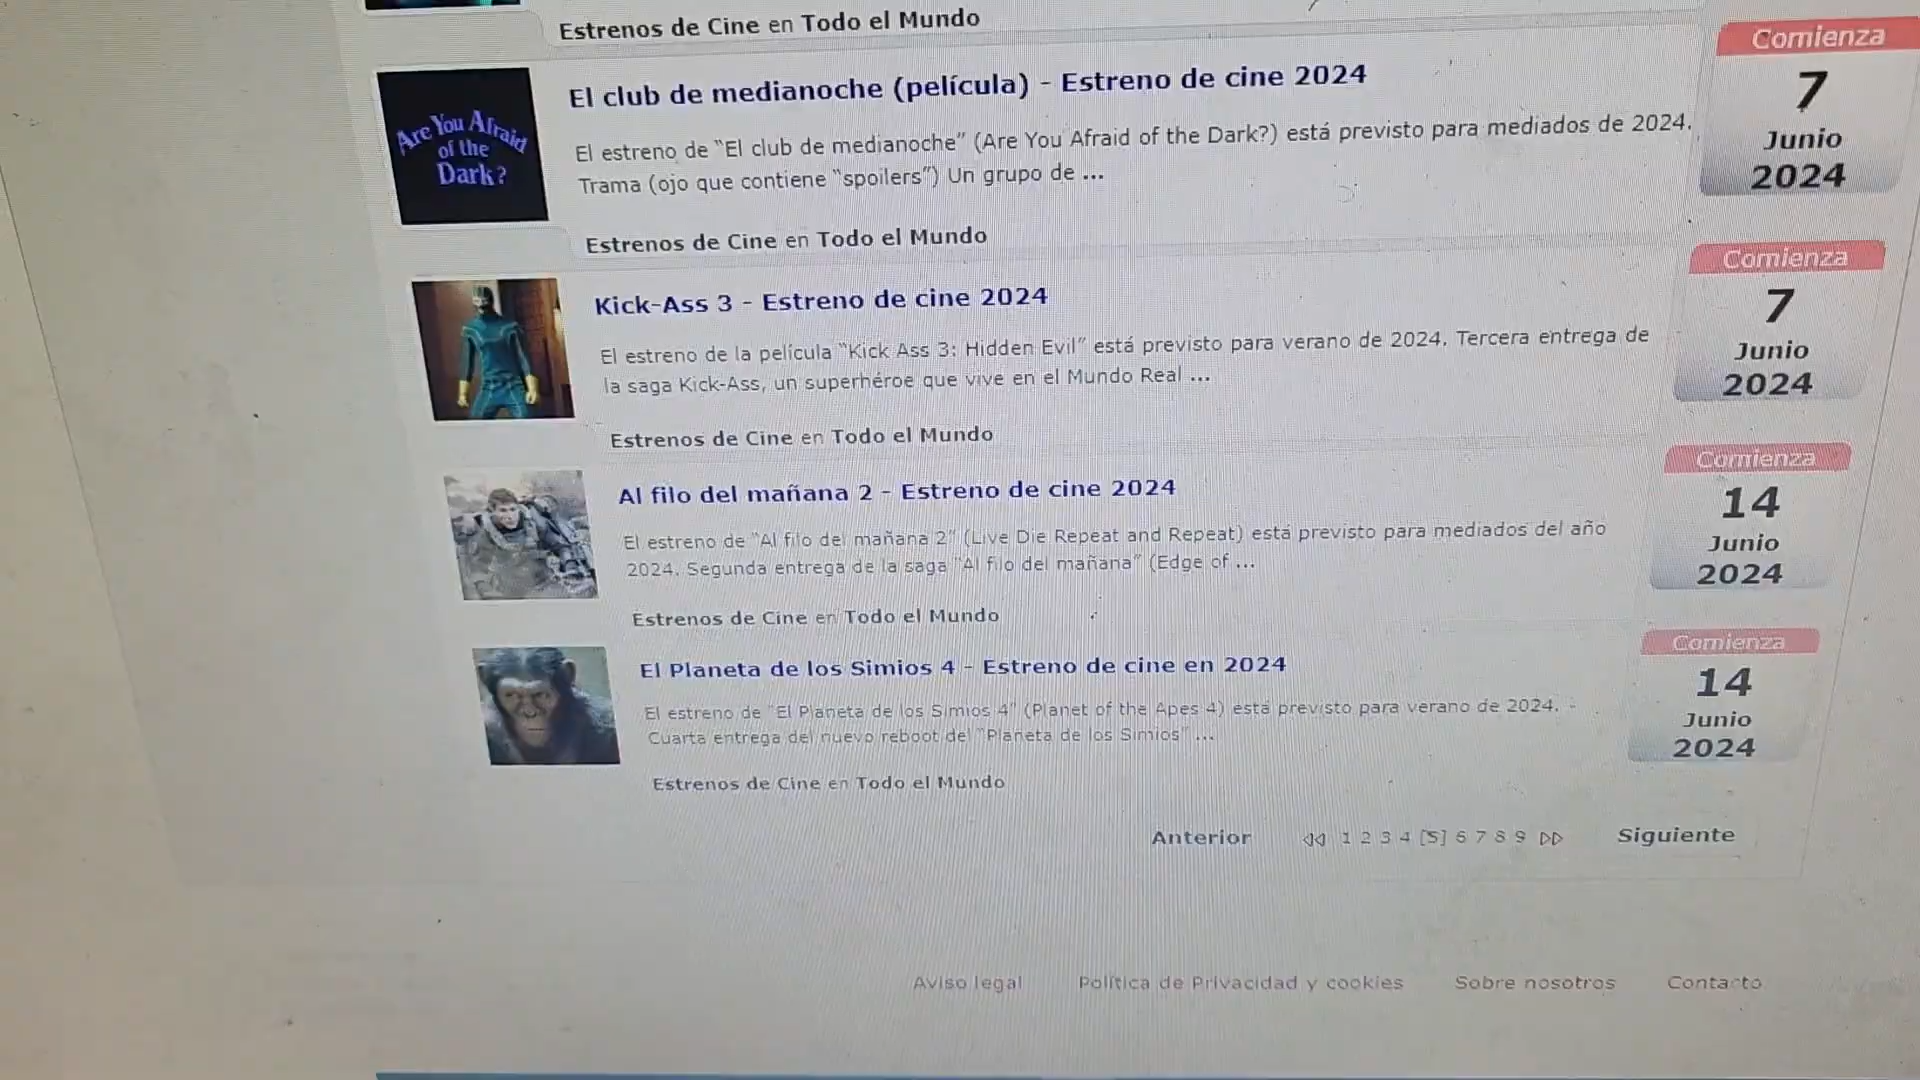 Estrenos de Cine en Todo el Mundo
Are You Afraid
of the
Dark?
El club de medianoche (película) - Estreno de cine 2024
El estreno de "El club de medianoche" (Are You Afraid of the Dark?) está previsto para mediados de 2024.
Trama (ojo que contiene "spoilers") Un grupo de ...
Estrenos de Cine en Todo el Mundo
Comienza
7
Junio
2024
Kick-Ass 3 - Estreno de cine 2024
El estreno de la película "Kick Ass 3: Hidden Evil" está previsto para verano de 2024. Tercera entrega de
la saga Kick-Ass, un superhéroe que vive en el Mundo Real ...
Estrenos de Cine en Todo el Mundo
Comienza
7
Junio
2024
Al filo del mañana 2 - Estreno de cine 2024
El estreno de "Al filo del mañana 2" (Live Die Repeat and Repeat) está previsto para mediados del año
2024. Segunda entrega de la saga "Al filo del mañana" (Edge of ...
Estrenos de Cine en Todo el Mundo
Comienza
14
Junio
2024
El Planeta de los Simios 4 - Estreno de cine en 2024
El estreno de "El Planeta de los Simios 4" (Planet of the Apes 4) está previsto para verano de 2024. -
Cuarta entrega del nuevo reboot del "Planeta de los Simios" ...
Estrenos de Cine en Todo el Mundo
Comienza
14
Junio
2024
Anterior 1 2 3 4 [5] 6 7 8 9 Siguiente
Aviso legal Política de Privacidad y cookies Sobre nosotros Contacto